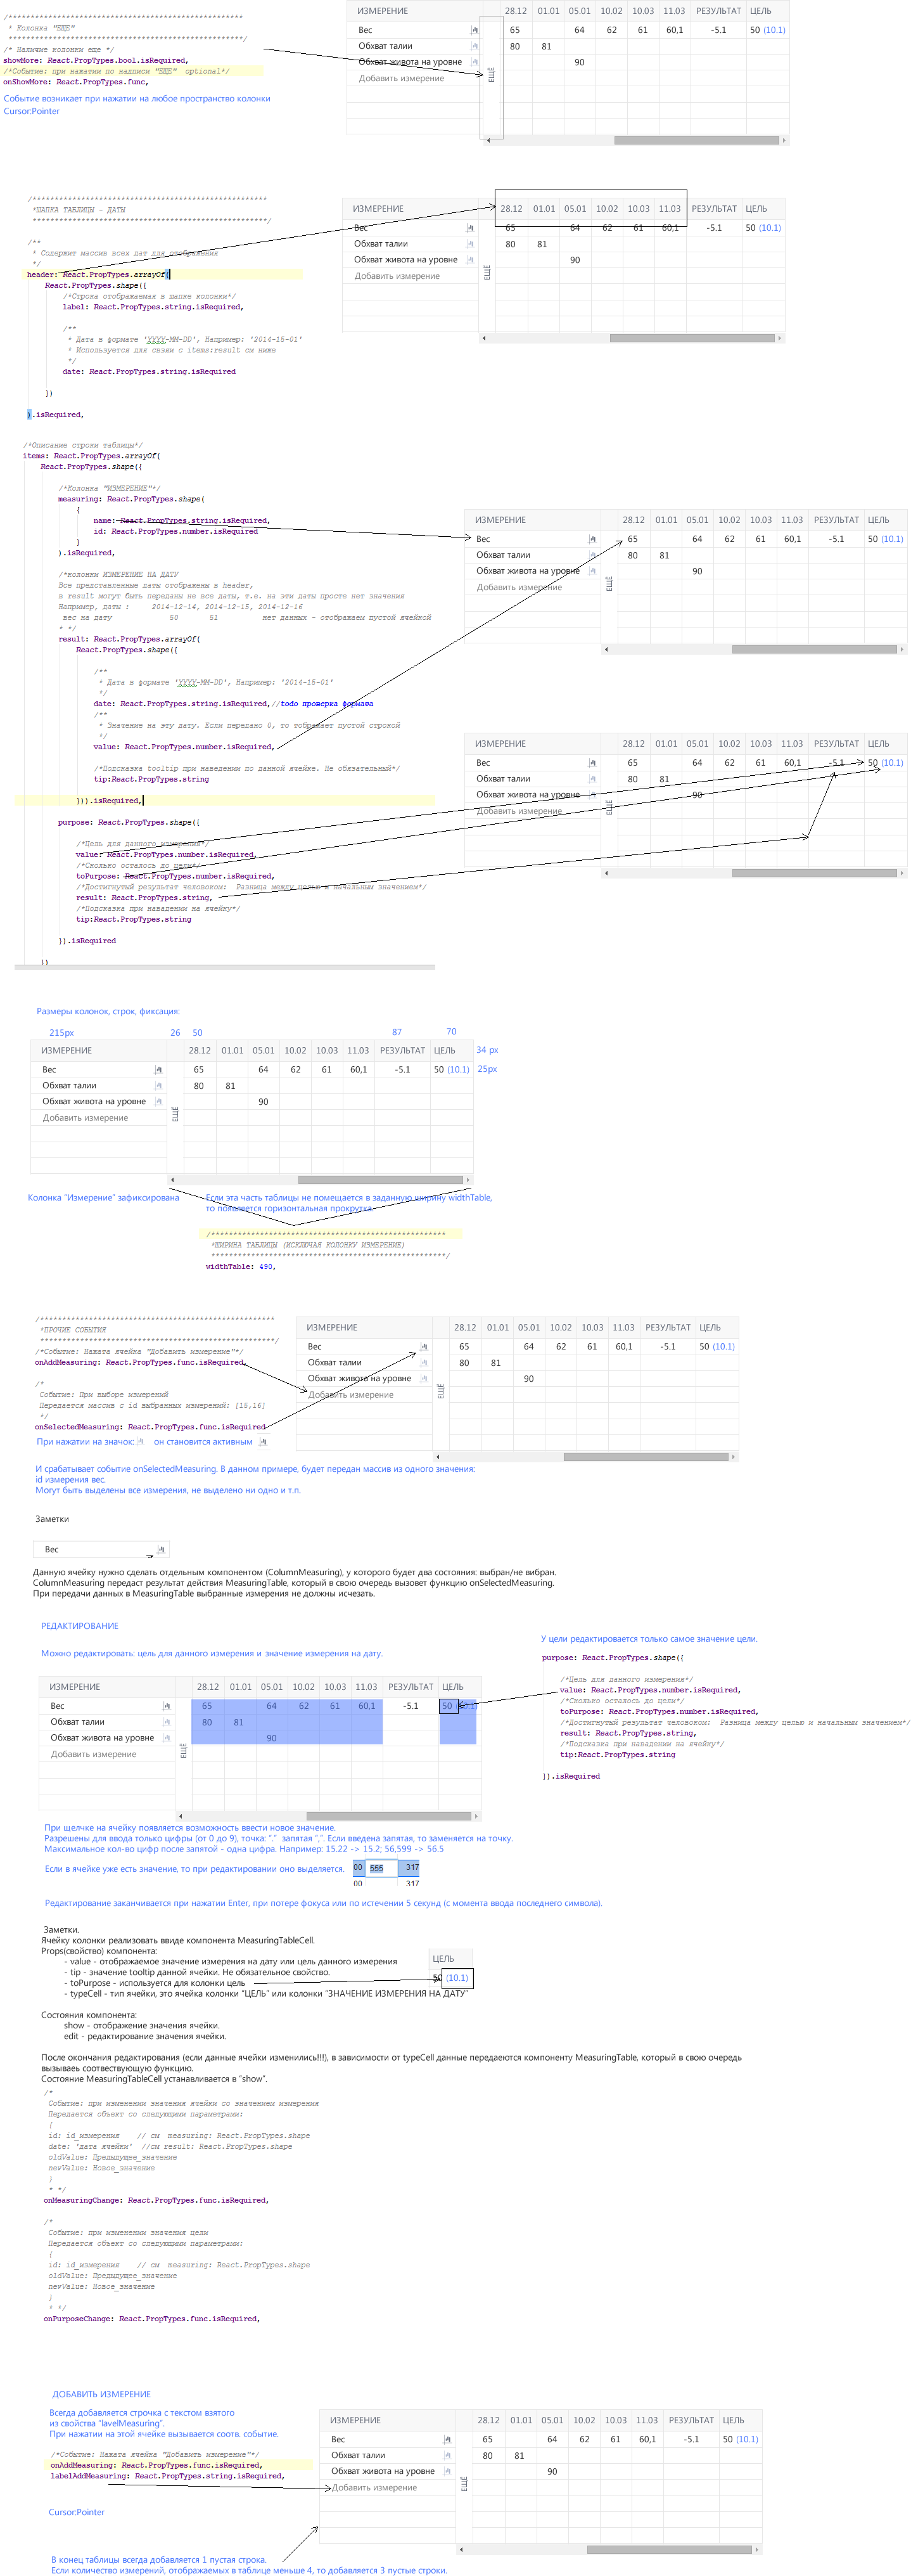 /*****************************************************
* Колонка "ЕЩЕ"
*****************************************************/
/* Наличие колонки еще */
showMore: React.PropTypes.bool.isRequired,
/*Событие: при нажатии по надписи "ЕЩЕ"  optional*/
onShowMore: React.PropTypes.func,
Событие возникает при нажатии на любое пространство колонки
Cursor:Pointer
ИЗМЕРЕНИЕ 28.12 01.01 05.01 10.02 10.03 11.03 РЕЗУЛЬТАТ ЦЕЛЬ
Вес 65 64 62 61 60,1 -5.1 50 (10.1)
Обхват талии 80 81
Обхват живота на уровне 90
Добавить измерение
ЕЩЁ
/*****************************************************
*ШАПКА ТАБЛИЦЫ - ДАТЫ
*****************************************************/
/**
* Содержит массив всех дат для отображения
*/
header: React.PropTypes.arrayOf(
React.PropTypes.shape({
/*Строка отображаемая в шапке колонки*/
label: React.PropTypes.string.isRequired,
/**
* Дата в формате 'YYYY-MM-DD', Например: '2014-15-01'
* Используется для связи с items:result см ниже
*/
date: React.PropTypes.string.isRequired
})
).isRequired,
ИЗМЕРЕНИЕ 28.12 01.01 05.01 10.02 10.03 11.03 РЕЗУЛЬТАТ ЦЕЛЬ
Вес 65 64 62 61 60,1 -5.1 50 (10.1)
Обхват талии 80 81
Обхват живота на уровне 90
Добавить измерение
ЕЩЁ
/*Описание строки таблицы*/
items: React.PropTypes.arrayOf(
React.PropTypes.shape({
/*Колонка "ИЗМЕРЕНИЕ"*/
measuring: React.PropTypes.shape(
{
name: React.PropTypes.string.isRequired,
id: React.PropTypes.number.isRequired
}
).isRequired,
/*колонки ИЗМЕРЕНИЕ НА ДАТУ
Все представленные даты отображены в header,
в result могут быть переданы не все даты, т.е. на эти даты просте нет значения
Например, даты :     2014-12-14, 2014-12-15, 2014-12-16
вес на дату 50 51 нет данных - отображаем пустой ячейкой
* */
result: React.PropTypes.arrayOf(
React.PropTypes.shape({
/**
* Дата в формате 'YYYY-MM-DD', Например: '2014-15-01'
*/
date: React.PropTypes.string.isRequired,//todo проверка формата
/**
* Значение на эту дату. Если передано 0, то тображает пустой строкой
*/
value: React.PropTypes.number.isRequired,
/*Подсказка tooltip при наведении по данной ячейке. Не обязательный*/
tip:React.PropTypes.string
})).isRequired,
purpose: React.PropTypes.shape({
/*Цель для данного измерения*/
value: React.PropTypes.number.isRequired,
/*Сколько осталось до цели*/
toPurpose: React.PropTypes.number.isRequired,
/*Достигнутый результат человеком:  Разница между целью и начальным значением*/
result: React.PropTypes.string,
/*Подсказка при навадении на ячейку*/
tip:React.PropTypes.string
}).isRequired
})
ИЗМЕРЕНИЕ 28.12 01.01 05.01 10.02 10.03 11.03 РЕЗУЛЬТАТ ЦЕЛЬ
Вес 65 64 62 61 60,1 -5.1 50 (10.1)
Обхват талии 80 81
Обхват живота на уровне 90
Добавить измерение
ЕЩЁ
ИЗМЕРЕНИЕ 28.12 01.01 05.01 10.02 10.03 11.03 РЕЗУЛЬТАТ ЦЕЛЬ
Вес 65 64 62 61 60,1 -5.1 50 (10.1)
Обхват талии 80 81
Обхват живота на уровне 90
Добавить измерение
ЕЩЁ
Размеры колонок, строк, фиксация:
215px 26 50 87 70
ИЗМЕРЕНИЕ 28.12 01.01 05.01 10.02 10.03 11.03 РЕЗУЛЬТАТ ЦЕЛЬ 34 px
Вес 65 64 62 61 60,1 -5.1 50 (10.1) 25px
Обхват талии 80 81
Обхват живота на уровне 90
Добавить измерение
ЕЩЁ
Колонка "Измерение" зафиксирована
Если эта часть таблицы не помещается в заданную ширину widthTable,
то появляется горизонтальная прокрутка.
/*****************************************************
*ШИРИНА ТАБЛИЦЫ (ИСКЛЮЧАЯ КОЛОНКУ ИЗМЕРЕНИЕ)
*****************************************************/
widthTable: 490,
/*****************************************************
*ПРОЧИЕ СОБЫТИЯ
*****************************************************/
/*Событие: Нажата ячейка "Добавить измерение"*/
onAddMeasuring: React.PropTypes.func.isRequired,
/*
Событие: При выборе измерений
Передается массив с id выбранных измерений: [15,16]
*/
onSelectedMeasuring: React.PropTypes.func.isRequired
При нажатии на значок: он становится активным
ИЗМЕРЕНИЕ 28.12 01.01 05.01 10.02 10.03 11.03 РЕЗУЛЬТАТ ЦЕЛЬ
Вес 65 64 62 61 60,1 -5.1 50 (10.1)
Обхват талии 80 81
Обхват живота на уровне 90
Добавить измерение
ЕЩЁ
И срабатывает событие onSelectedMeasuring. В данном примере, будет передан массив из одного значения:
id измерения вес.
Могут быть выделены все измерения, не выделено ни одно и т.п.
Заметки
Вес
Данную ячейку нужно сделать отдельным компонентом (ColumnMeasuring), у которого будет два состояния: выбран/не вибран.
ColumnMeasuring передаст результат действия MeasuringTable, который в свою очередь вызовет функцию onSelectedMeasuring.
При передачи данных в MeasuringTable выбранные измерения не должны исчезать.
РЕДАКТИРОВАНИЕ
Можно редактировать: цель для данного измерения и значение измерения на дату.
ИЗМЕРЕНИЕ 28.12 01.01 05.01 10.02 10.03 11.03 РЕЗУЛЬТАТ ЦЕЛЬ
Вес 65 64 62 61 60,1 -5.1 50 (10.1)
Обхват талии 80 81
Обхват живота на уровне 90
Добавить измерение
ЕЩЁ
У цели редактировается только самое значение цели.
purpose: React.PropTypes.shape({
/*Цель для данного измерения*/
value: React.PropTypes.number.isRequired,
/*Сколько осталось до цели*/
toPurpose: React.PropTypes.number.isRequired,
/*Достигнутый результат человеком:  Разница между целью и начальным значением*/
result: React.PropTypes.string,
/*Подсказка при навадении на ячейку*/
tip:React.PropTypes.string
}).isRequired
При щелчке на ячейку появляется возможность ввести новое значение.
Разрешены для ввода только цифры (от 0 до 9), точка: "."  запятая ",". Если введена запятая, то заменяется на точку.
Максимальное кол-во цифр после запятой - одна цифра. Например: 15.22 -> 15.2; 56,599 -> 56.5
Если в ячейке уже есть значение, то при редактировании оно выделяется.
00 555 317
00 317
Редактирование заканчивается при нажатии Enter, при потере фокуса или по истечении 5 секунд (с момента ввода последнего символа).
Заметки.
Ячейку колонки реализовать ввиде компонента MeasuringTableCell.
Props(свойство) компонента:
- value - отображаемое значение измерения на дату или цель данного измерения
- tip - значение tooltip данной ячейки. Не обязательное свойство.
- toPurpose - используется для колонки цель
- typeCell - тип ячейки, это ячейка колонки "ЦЕЛЬ" или колонки "ЗНАЧЕНИЕ ИЗМЕРЕНИЯ НА ДАТУ"
ЦЕЛЬ
50 (10.1)
Состояния компонента:
show - отображение значения ячейки.
edit - редактирование значения ячейки.
После окончания редактирования (если данные ячейки изменились!!!), в зависимости от typeCell данные передаеются компоненту MeasuringTable, который в свою очередь
вызываеь соотвествующую функцию.
Состояние MeasuringTableCell устанавливается в "show".
/*
Событие: при изменении значения ячейки со значением измерения
Передается объект со следующими параметрами:
{
id: id_измерения    // см  measuring: React.PropTypes.shape
date: 'дата ячейки'  //см result: React.PropTypes.shape
oldValue: Предыдущее_значение
newValue: Новое_значение
}
* */
onMeasuringChange: React.PropTypes.func.isRequired,
/*
Событие: при изменении значения цели
Передается объект со следующими параметрами:
{
id: id_измерения    // см  measuring: React.PropTypes.shape
oldValue: Предыдущее_значение
newValue: Новое_значение
}
* */
onPurposeChange: React.PropTypes.func.isRequired,
ДОБАВИТЬ ИЗМЕРЕНИЕ
Всегда добавляется строчка с текстом взятого
из свойства "lavelMeasuring".
При нажатии на этой ячейке вызывается соотв. событие.
/*Событие: Нажата ячейка "Добавить измерение"*/
onAddMeasuring: React.PropTypes.func.isRequired,
labelAddMeasuring: React.PropTypes.string.isRequired,
Cursor:Pointer
ИЗМЕРЕНИЕ 28.12 01.01 05.01 10.02 10.03 11.03 РЕЗУЛЬТАТ ЦЕЛЬ
Вес 65 64 62 61 60,1 -5.1 50 (10.1)
Обхват талии 80 81
Обхват живота на уровне 90
Добавить измерение
ЕЩЁ
В конец таблицы всегда добавляется 1 пустая строка.
Если количество измерений, отображаемых в таблице меньше 4, то добавляется 3 пустые строки.